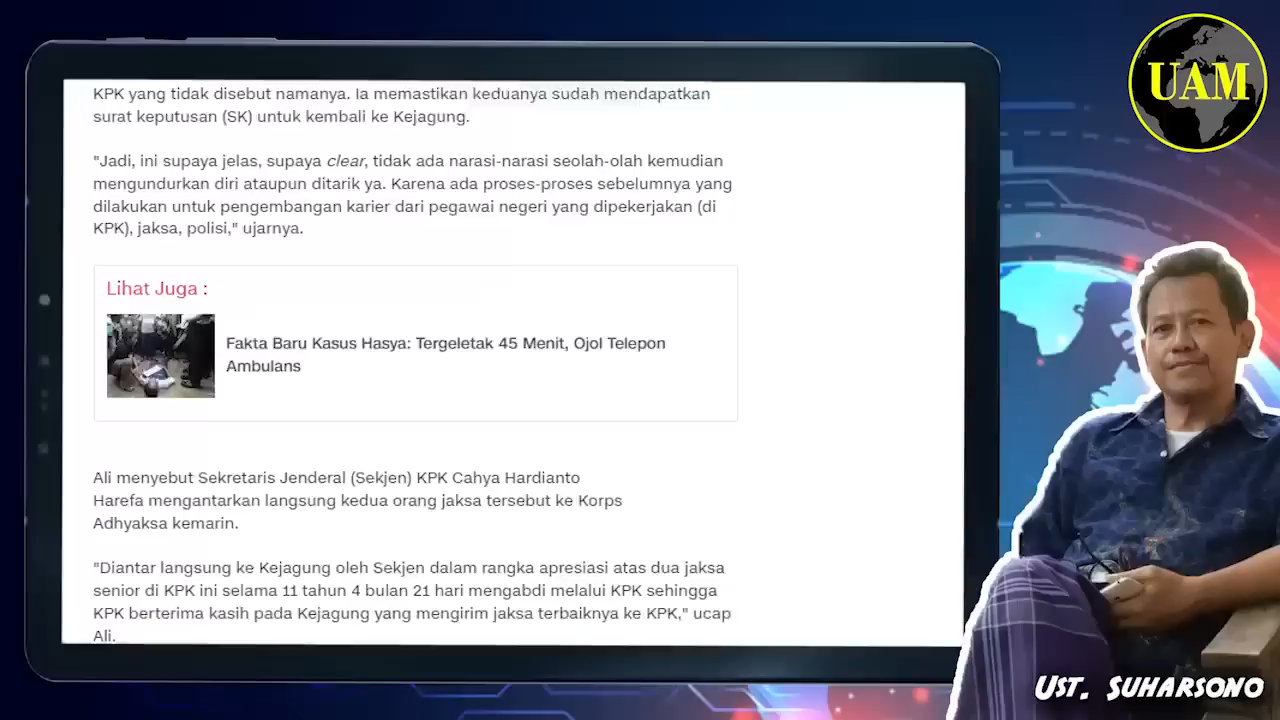 KPK yang tidak disebut namanya. Ia memastikan keduanya sudah mendapatkan
surat keputusan (SK) untuk kembali ke Kejagung.
"Jadi, ini supaya jelas, supaya clear, tidak ada narasi-narasi seolah-olah kemudian
mengundurkan diri ataupun ditarik ya. Karena ada proses-proses sebelumnya yang
dilakukan untuk pengembangan karier dari pegawai negeri yang dipekerjakan (di
KPK), jaksa, polisi," ujarnya.
Lihat Juga :
Fakta Baru Kasus Hasya: Tergeletak 45 Menit, Ojol Telepon
Ambulans
Ali menyebut Sekretaris Jenderal (Sekjen) KPK Cahya Hardianto
Harefa mengantarkan langsung kedua orang jaksa tersebut ke Korps
Adhyaksa kemarin.
"Diantar langsung ke Kejagung oleh Sekjen dalam rangka apresiasi atas dua jaksa
senior di KPK ini selama 11 tahun 4 bulan 21 hari mengabdi melalui KPK sehingga
KPK berterima kasih pada Kejagung yang mengirim jaksa terbaiknya ke KPK," ucap
Ali.
UAM
UST. SUHARSONO